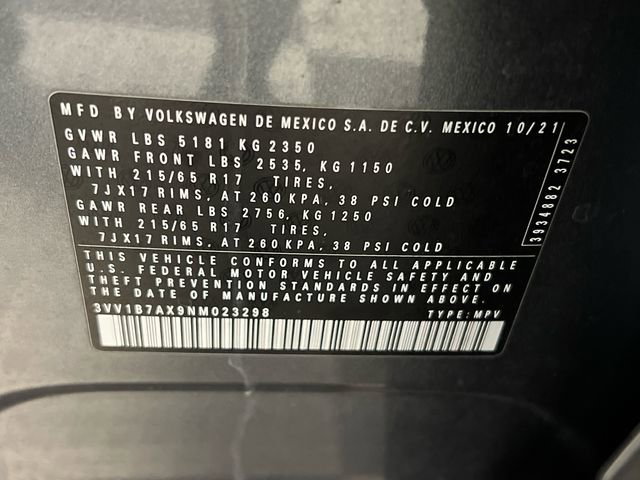 MFD BY VOLKSWAGEN DE MEXICO S.A. DE C.V. MEXICO 10/21
GVWR LBS 5181 KG 2350
GAWR FRONT LBS 2535, KG 1150
WITH 215/65 R17 TIRES,
7JX17 RIMS, AT 260 KPA, 38 PSI COLD
GAWR REAR LBS 2756, KG 1250
WITH 215/65 R17 TIRES,
7JX17 RIMS, AT 260 KPA, 38 PSI COLD
THIS VEHICLE CONFORMS TO ALL APPLICABLE
U.S. FEDERAL MOTOR VEHICLE SAFETY AND
THEFT PREVENTION STANDARDS IN EFFECT ON
THE DATE OF MANUFACTURE SHOWN ABOVE.
3VV1B7AX9NM023298 TYPE: MPV
3934882 3723